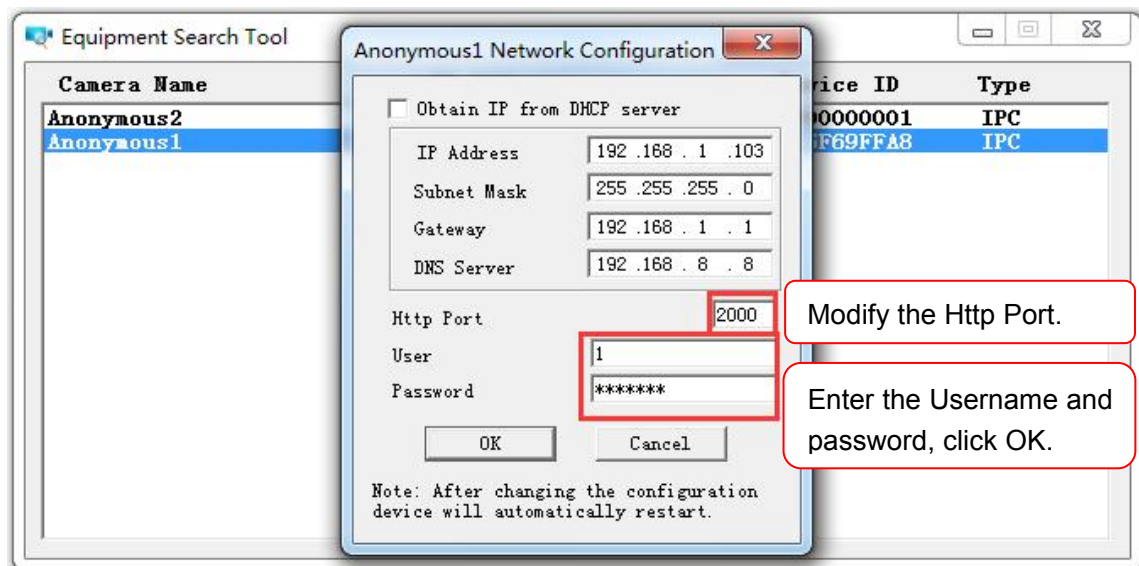 Equipment Search Tool
Anonymous1 Network Configuration
Camera Name
ice ID Type
Anonymous2 00000001 IPC
Anonymous1 F69FFA8 IPC
Obtain IP from DHCP server
IP Address 192 .168 . 1 .103
Subnet Mask 255 .255 .255 . 0
Gateway 192 .168 . 1 . 1
DNS Server 192 .168 . 8 . 8
Http Port 2000
Modify the Http Port.
User 1
Password *******
Enter the Username and
password, click OK.
OK Cancel
Note: After changing the configuration
device will automatically restart.